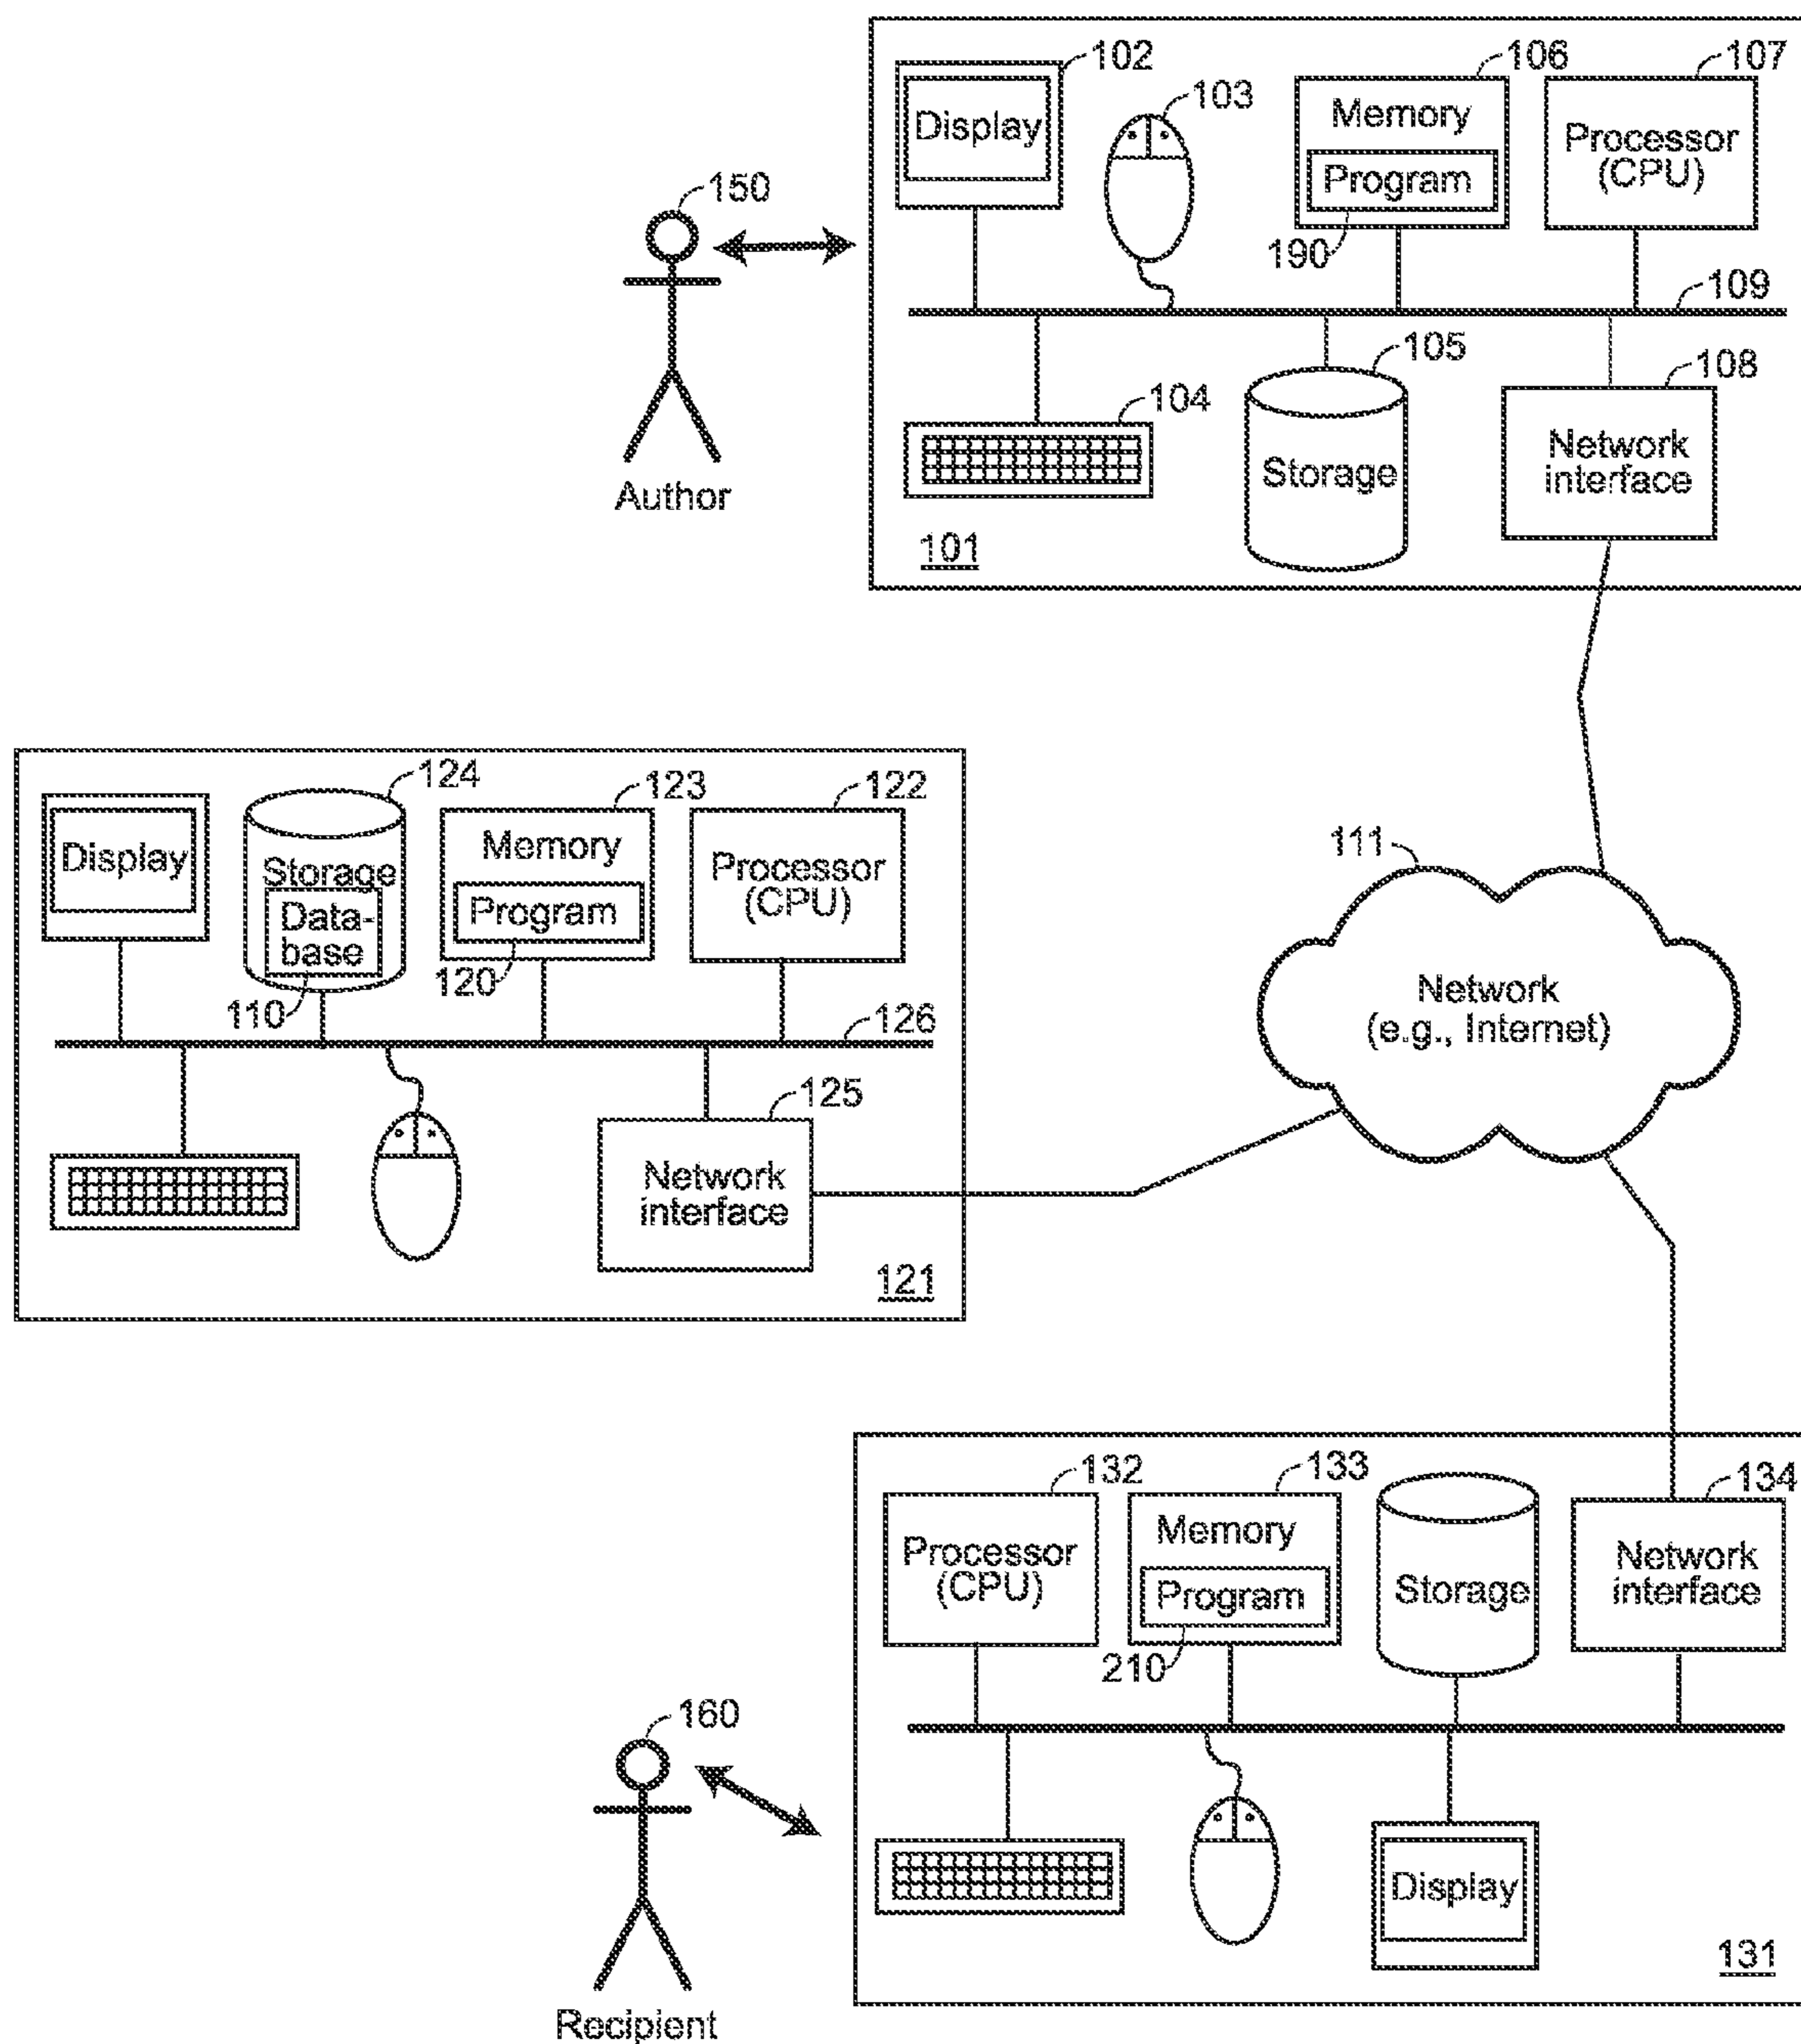 102
106
107
Display
103
Memory
Processor
(CPU)
Program
150
190
109
105
108
104
Network
interface
Storage
Author
101
124
123
122
Display
Storage
Memory
Processor
(CPU)
Data-
base
Program
110
120
126
125
Network
interface
121
111
Network
(e.g., Internet)
132
133
134
Processor
(CPU)
Memory
Program
Storage
Network
interface
210
160
Display
131
Recipient